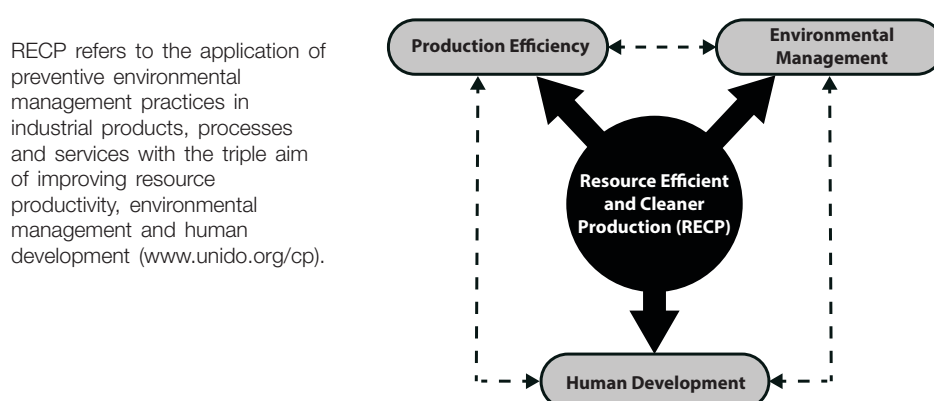 RECP refers to the application of
preventive environmental
management practices in
industrial products, processes
and services with the triple aim
of improving resource
productivity, environmental
management and human
development (www.unido.org/cp).
Production Efficiency
Environmental
Management
Resource Efficient
and Cleaner
Production (RECP)
Human Development